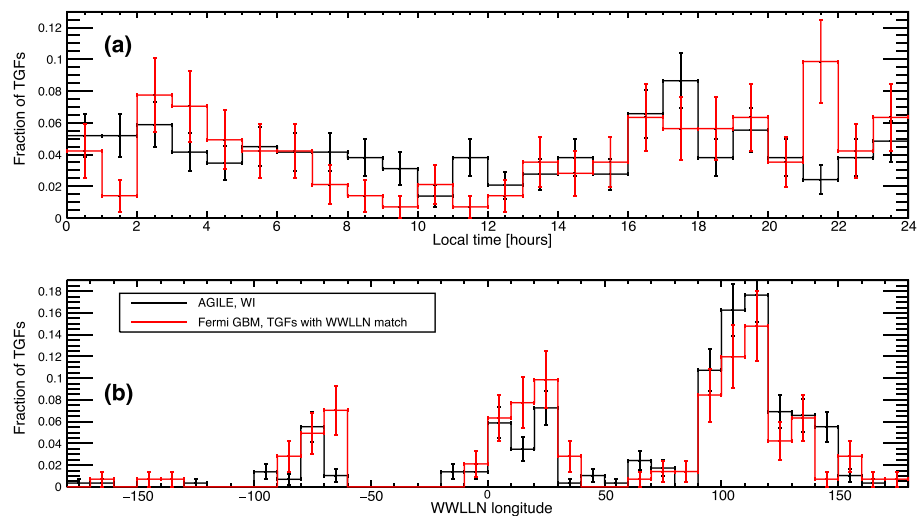 (a)
Fraction of TGFs
0.12
0.1
0.08
0.06
0.04
0.02
0
0 2 4 6 8 10 12 14 16 18 20 22 24
Local time [hours]
(b)
Fraction of TGFs
0.18
0.16
0.14
0.12
0.1
0.08
0.06
0.04
0.02
0
AGILE, WI
Fermi GBM, TGFs with WWLLN match
−150 −100 −50 0 50 100 150
WWLLN longitude